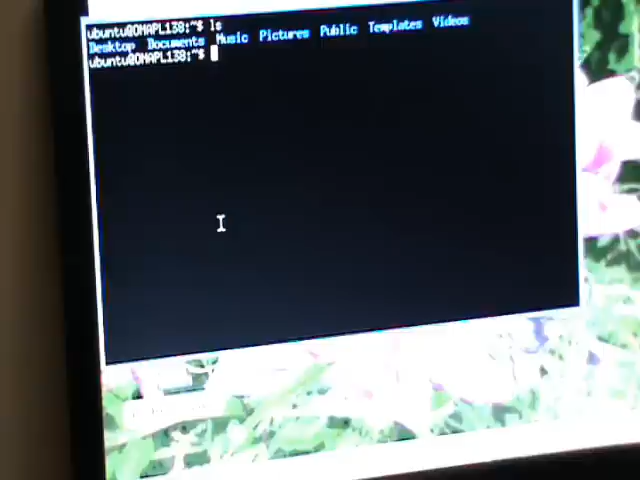 ubuntu@OMAPL138:~$ ls
Desktop Documents Music Pictures Public Templates Videos
ubuntu@OMAPL138:~$